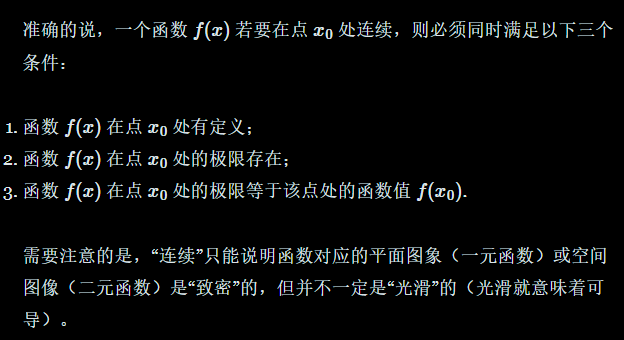 准确的说，一个函数 f(x) 若要在点 x₀ 处连续，则必须同时满足以下三个
条件：
1. 函数 f(x) 在点 x₀ 处有定义；
2. 函数 f(x) 在点 x₀ 处的极限存在；
3. 函数 f(x) 在点 x₀ 处的极限等于该点处的函数值 f(x₀).
需要注意的是，“连续”只能说明函数对应的平面图象（一元函数）或空间
图像（二元函数）是“致密”的，但并不一定是“光滑”的（光滑就意味着可
导）。